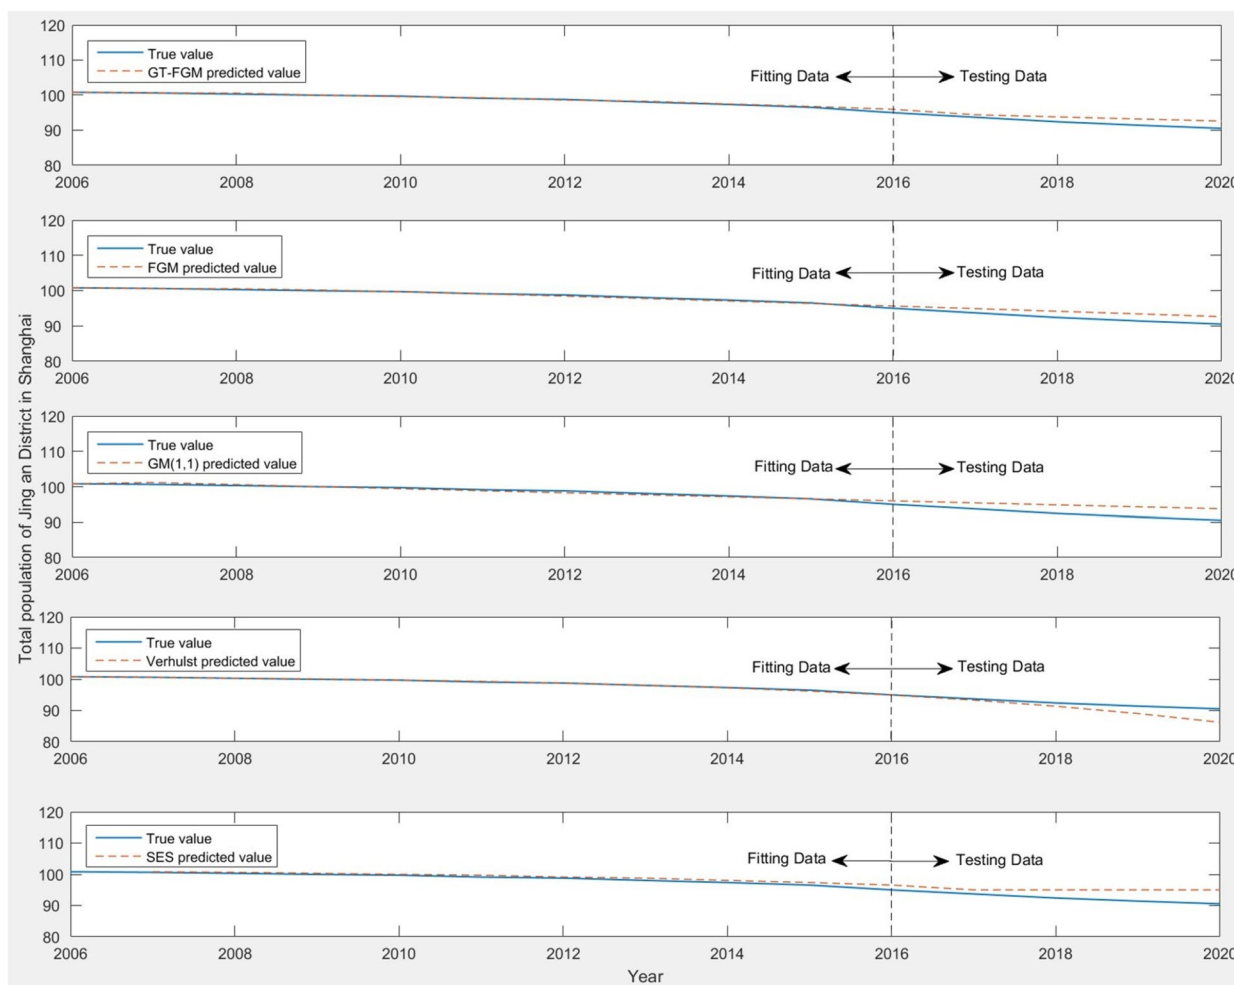 Total population of Jing an District in Shanghai
120
110
100
90
80
True value
GT-FGM predicted value
Fitting Data
Testing Data
2006 2008 2010 2012 2014 2016 2018 2020
120
110
100
90
80
True value
FGM predicted value
Fitting Data
Testing Data
2006 2008 2010 2012 2014 2016 2018 2020
120
110
100
90
80
True value
GM(1,1) predicted value
Fitting Data
Testing Data
2006 2008 2010 2012 2014 2016 2018 2020
120
110
100
90
80
True value
Verhulst predicted value
Fitting Data
Testing Data
2006 2008 2010 2012 2014 2016 2018 2020
120
110
100
90
80
True value
SES predicted value
Fitting Data
Testing Data
2006 2008 2010 2012 2014 2016 2018 2020
Year